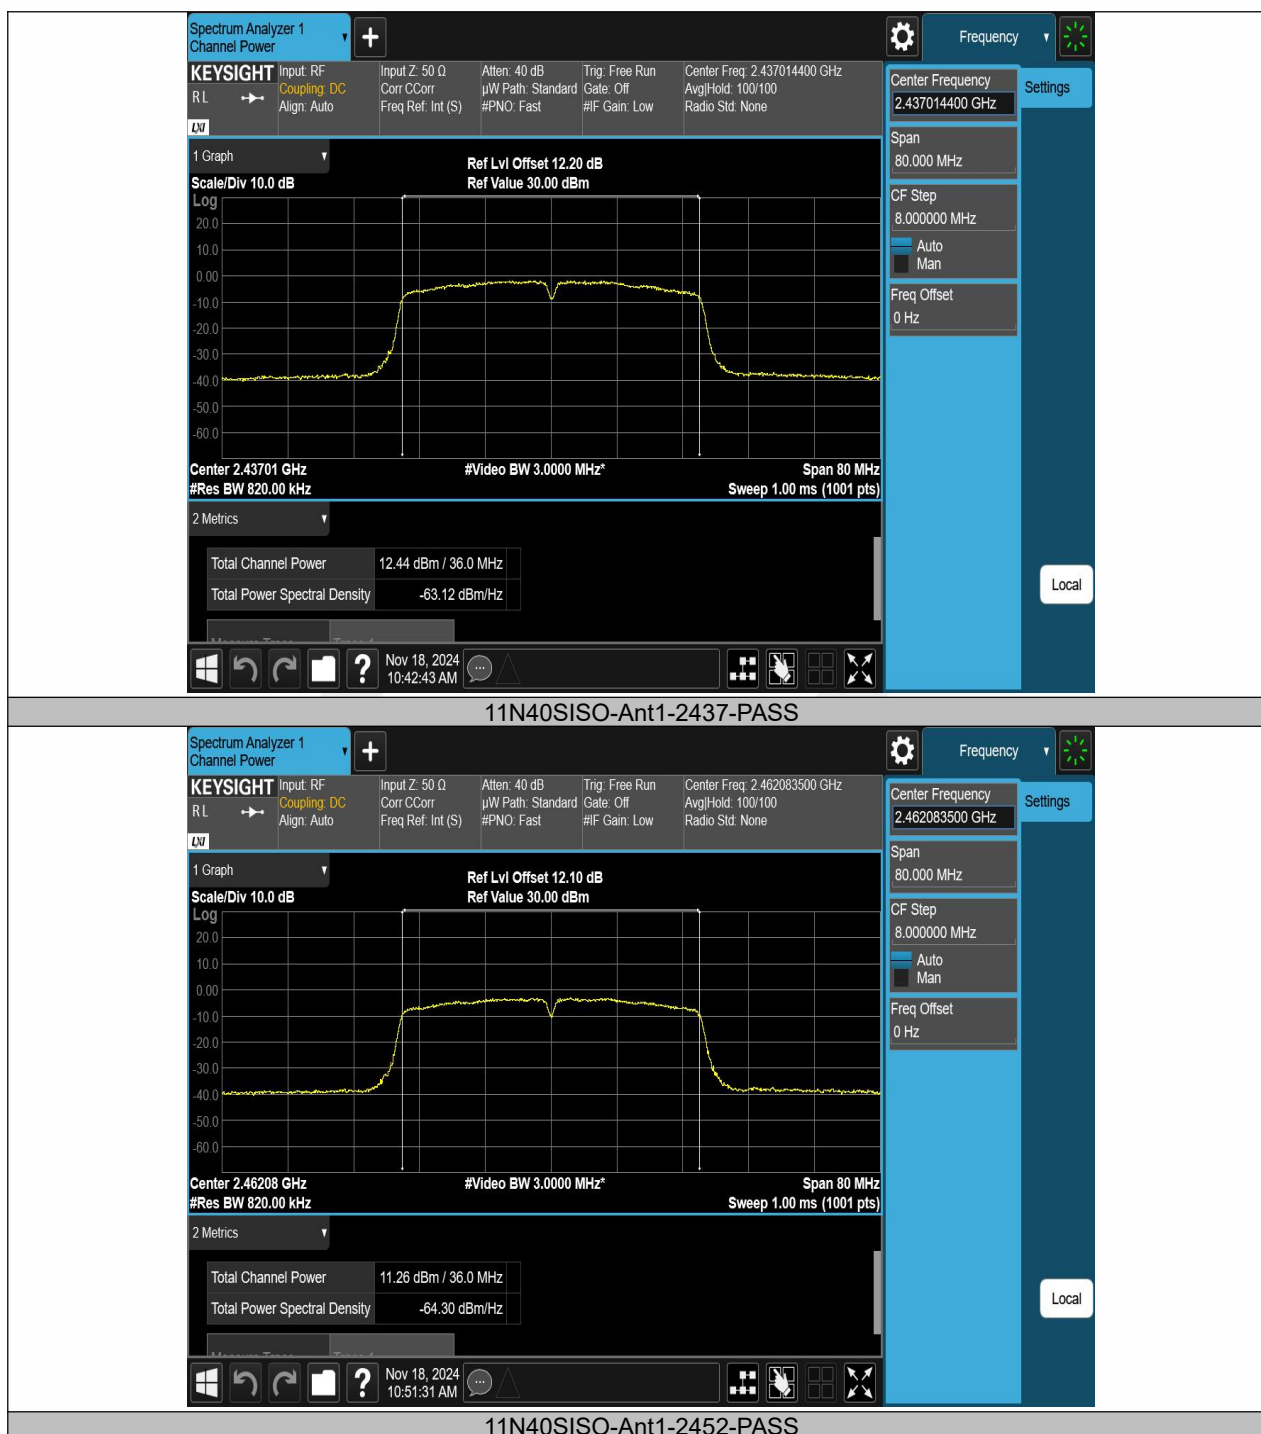 Spectrum Analyzer 1
Channel Power
+
Frequency
KEYSIGHT
Input: RF
Coupling: DC
Align: Auto
Input Z: 50 Ω
Corr CCorr
Freq Ref: Int (S)
Atten: 40 dB
µW Path: Standard
#PNO: Fast
Trig: Free Run
Gate: Off
#IF Gain: Low
Center Freq: 2.437014400 GHz
Avg|Hold: 100/100
Radio Std: None
R L
LXI
Center Frequency
2.437014400 GHz
Settings
Span
80.000 MHz
CF Step
8.000000 MHz
Auto
Man
Freq Offset
0 Hz
1 Graph
Scale/Div 10.0 dB
Ref Lvl Offset 12.20 dB
Ref Value 30.00 dBm
Log
20.0
10.0
0.00
-10.0
-20.0
-30.0
-40.0
-50.0
-60.0
Center 2.43701 GHz
#Video BW 3.0000 MHz*
Span 80 MHz
#Res BW 820.00 kHz
Sweep 1.00 ms (1001 pts)
2 Metrics
Total Channel Power 12.44 dBm / 36.0 MHz
Total Power Spectral Density -63.12 dBm/Hz
Local
?
Nov 18, 2024
10:42:43 AM
11N40SISO-Ant1-2437-PASS
Spectrum Analyzer 1
Channel Power
+
Frequency
KEYSIGHT
Input: RF
Coupling: DC
Align: Auto
Input Z: 50 Ω
Corr CCorr
Freq Ref: Int (S)
Atten: 40 dB
µW Path: Standard
#PNO: Fast
Trig: Free Run
Gate: Off
#IF Gain: Low
Center Freq: 2.462083500 GHz
Avg|Hold: 100/100
Radio Std: None
R L
LXI
Center Frequency
2.462083500 GHz
Settings
Span
80.000 MHz
CF Step
8.000000 MHz
Auto
Man
Freq Offset
0 Hz
1 Graph
Scale/Div 10.0 dB
Ref Lvl Offset 12.10 dB
Ref Value 30.00 dBm
Log
20.0
10.0
0.00
-10.0
-20.0
-30.0
-40.0
-50.0
-60.0
Center 2.46208 GHz
#Video BW 3.0000 MHz*
Span 80 MHz
#Res BW 820.00 kHz
Sweep 1.00 ms (1001 pts)
2 Metrics
Total Channel Power 11.26 dBm / 36.0 MHz
Total Power Spectral Density -64.30 dBm/Hz
Local
?
Nov 18, 2024
10:51:31 AM
11N40SISO-Ant1-2452-PASS